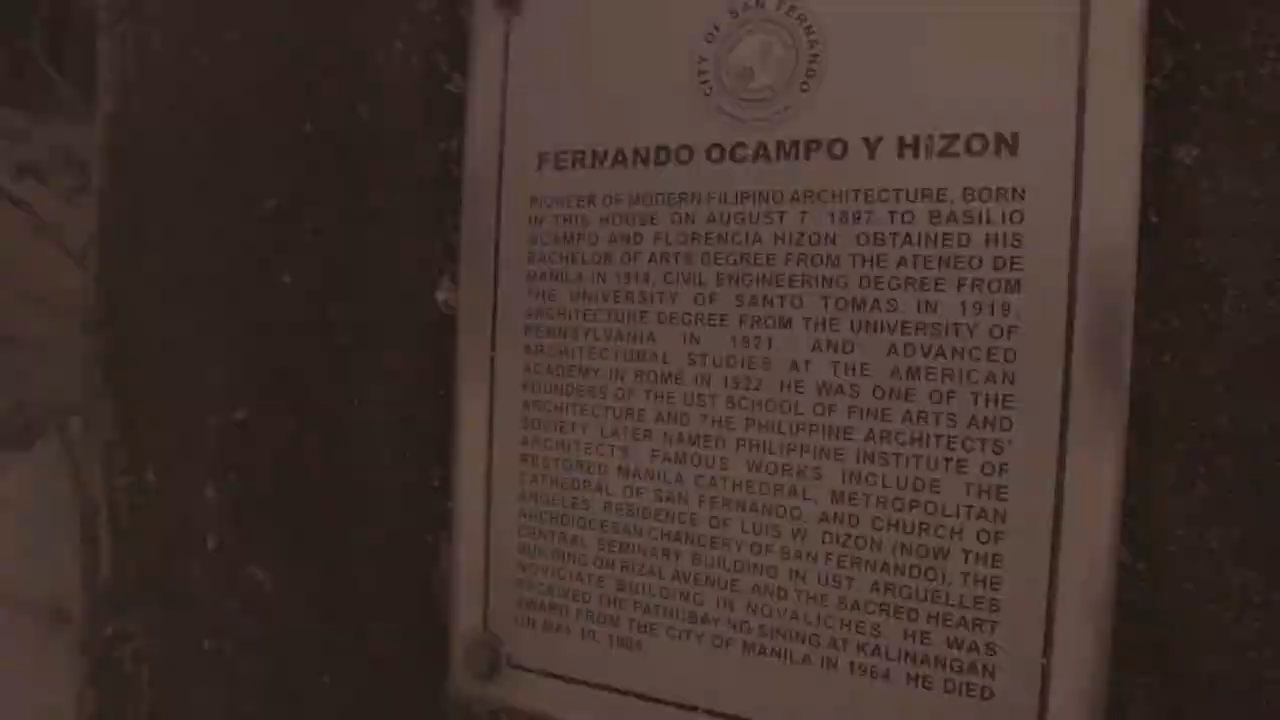 CITY OF SAN FERNANDO
FERNANDO OCAMPO Y HIZON
PIONEER OF MODERN FILIPINO ARCHITECTURE, BORN
IN THIS HOUSE ON AUGUST 7, 1897 TO BASILIO
OCAMPO AND FLORENCIA HIZON. OBTAINED HIS
BACHELOR OF ARTS DEGREE FROM THE ATENEO DE
MANILA IN 1914, CIVIL ENGINEERING DEGREE FROM
THE UNIVERSITY OF SANTO TOMAS IN 1919,
ARCHITECTURE DEGREE FROM THE UNIVERSITY OF
PENNSYLVANIA IN 1921 AND ADVANCED
ARCHITECTURAL STUDIES AT THE AMERICAN
ACADEMY IN ROME IN 1922. HE WAS ONE OF THE
FOUNDERS OF THE UST SCHOOL OF FINE ARTS AND
ARCHITECTURE AND THE PHILIPPINE ARCHITECTS'
SOCIETY LATER NAMED PHILIPPINE INSTITUTE OF
ARCHITECTS. FAMOUS WORKS INCLUDE THE
RESTORED MANILA CATHEDRAL, METROPOLITAN
CATHEDRAL OF SAN FERNANDO, AND CHURCH OF
ANGELES, RESIDENCE OF LUIS W. DIZON (NOW THE
ARCHDIOCESAN CHANCERY OF SAN FERNANDO), THE
CENTRAL SEMINARY BUILDING IN UST, ARGUELLES
BUILDING ON RIZAL AVENUE, AND THE SACRED HEART
NOVICIATE BUILDING IN NOVALICHES. HE WAS
RECEIVED THE PATNUBAY NG SINING AT KALINANGAN
AWARD FROM THE CITY OF MANILA IN 1964. HE DIED
ON MAY